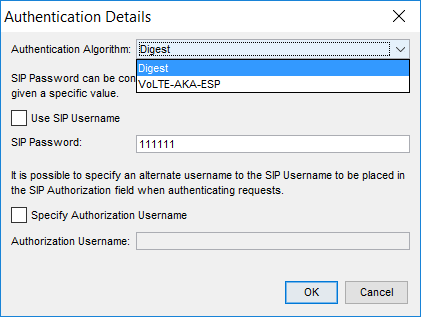 Authentication Details
Authentication Algorithm: Digest
Digest
SIP Password can be con
VoLTE-AKA-ESP
given a specific value.
Use SIP Username
SIP Password: 111111
It is possible to specify an alternate username to the SIP Username to be placed in
the SIP Authorization field when authenticating requests.
Specify Authorization Username
Authorization Username:
OK Cancel